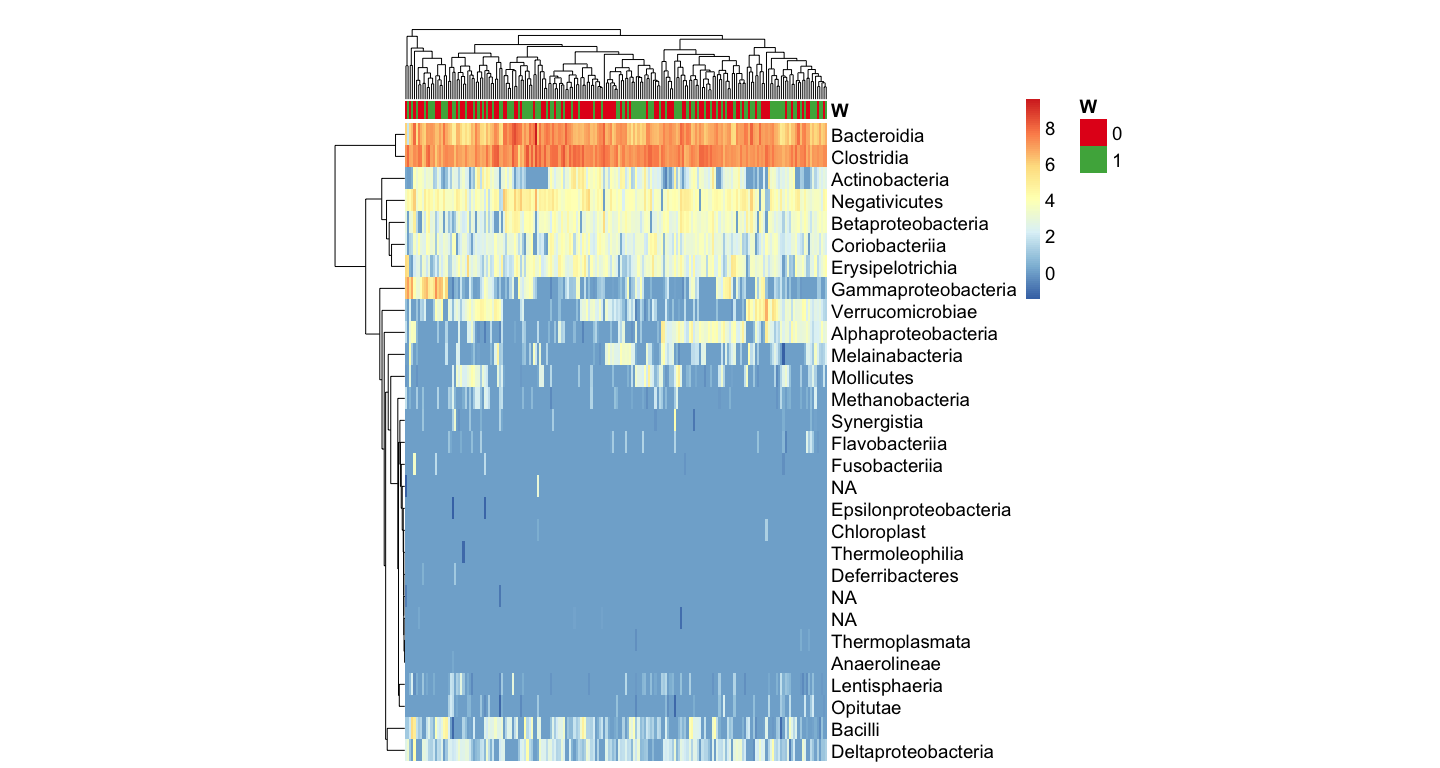 W
Bacteroidia
Clostridia
Actinobacteria
Negativicutes
Betaproteobacteria
Coriobacteriia
Erysipelotrichia
Gammaproteobacteria
Verrucomicrobiae
Alphaproteobacteria
Melainabacteria
Mollicutes
Methanobacteria
Synergistia
Flavobacteriia
Fusobacteriia
NA
Epsilonproteobacteria
Chloroplast
Thermoleophilia
Deferribacteres
NA
NA
Thermoplasmata
Anaerolineae
Lentisphaeria
Opitutae
Bacilli
Deltaproteobacteria
8
6
4
2
0
W
0
1